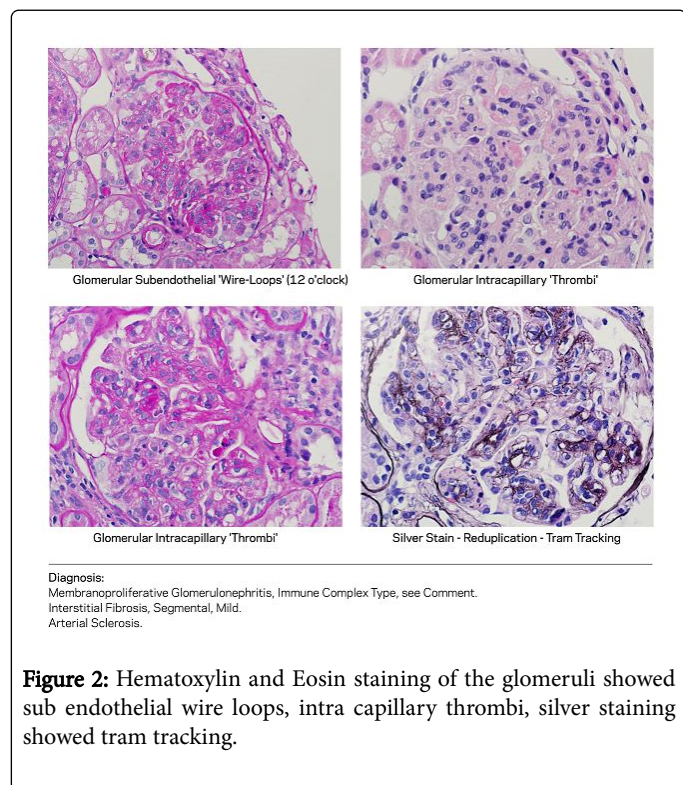 Glomerular Subendothelial 'Wire-Loops' (12 o'clock)
Glomerular Intracapillary 'Thrombi'
Glomerular Intracapillary 'Thrombi'
Silver Stain - Reduplication - Tram Tracking
Diagnosis:
Membranoproliferative Glomerulonephritis, Immune Complex Type, see Comment.
Interstitial Fibrosis, Segmental, Mild.
Arterial Sclerosis.
Figure 2: Hematoxylin and Eosin staining of the glomeruli showed
sub endothelial wire loops, intra capillary thrombi, silver staining
showed tram tracking.